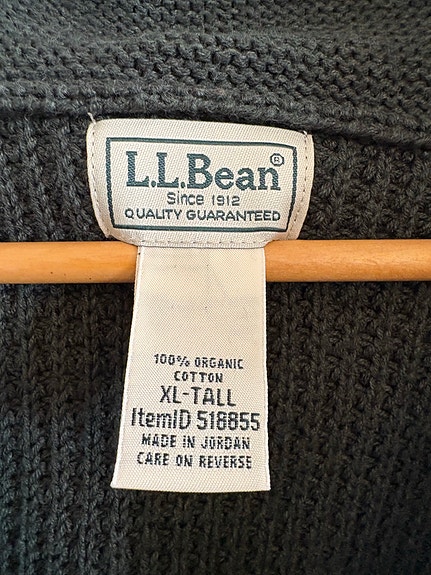 L.L.Bean®
Since 1912
QUALITY GUARANTEED
100% ORGANIC
COTTON
XL-TALL
ItemID 518855
MADE IN JORDAN
CARE ON REVERSE